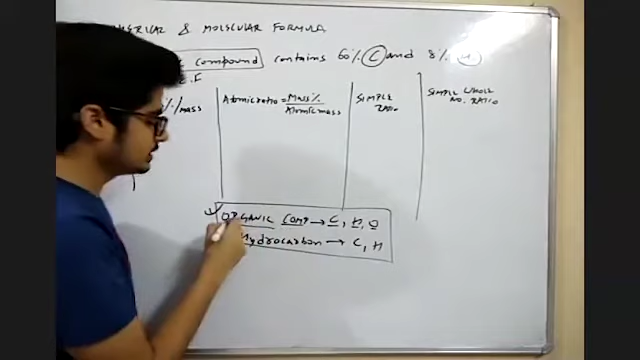 & MOLECULAR FORMULA
compound contains 60% C and 8% H
E.F
%/MASS
Atomic ratio = Mass% / Atomic mass
SIMPLE RATIO
SIMPLE WHOLE NO. RATIO
ORGANIC COMP → C, H, O
Hydrocarbon → C, H